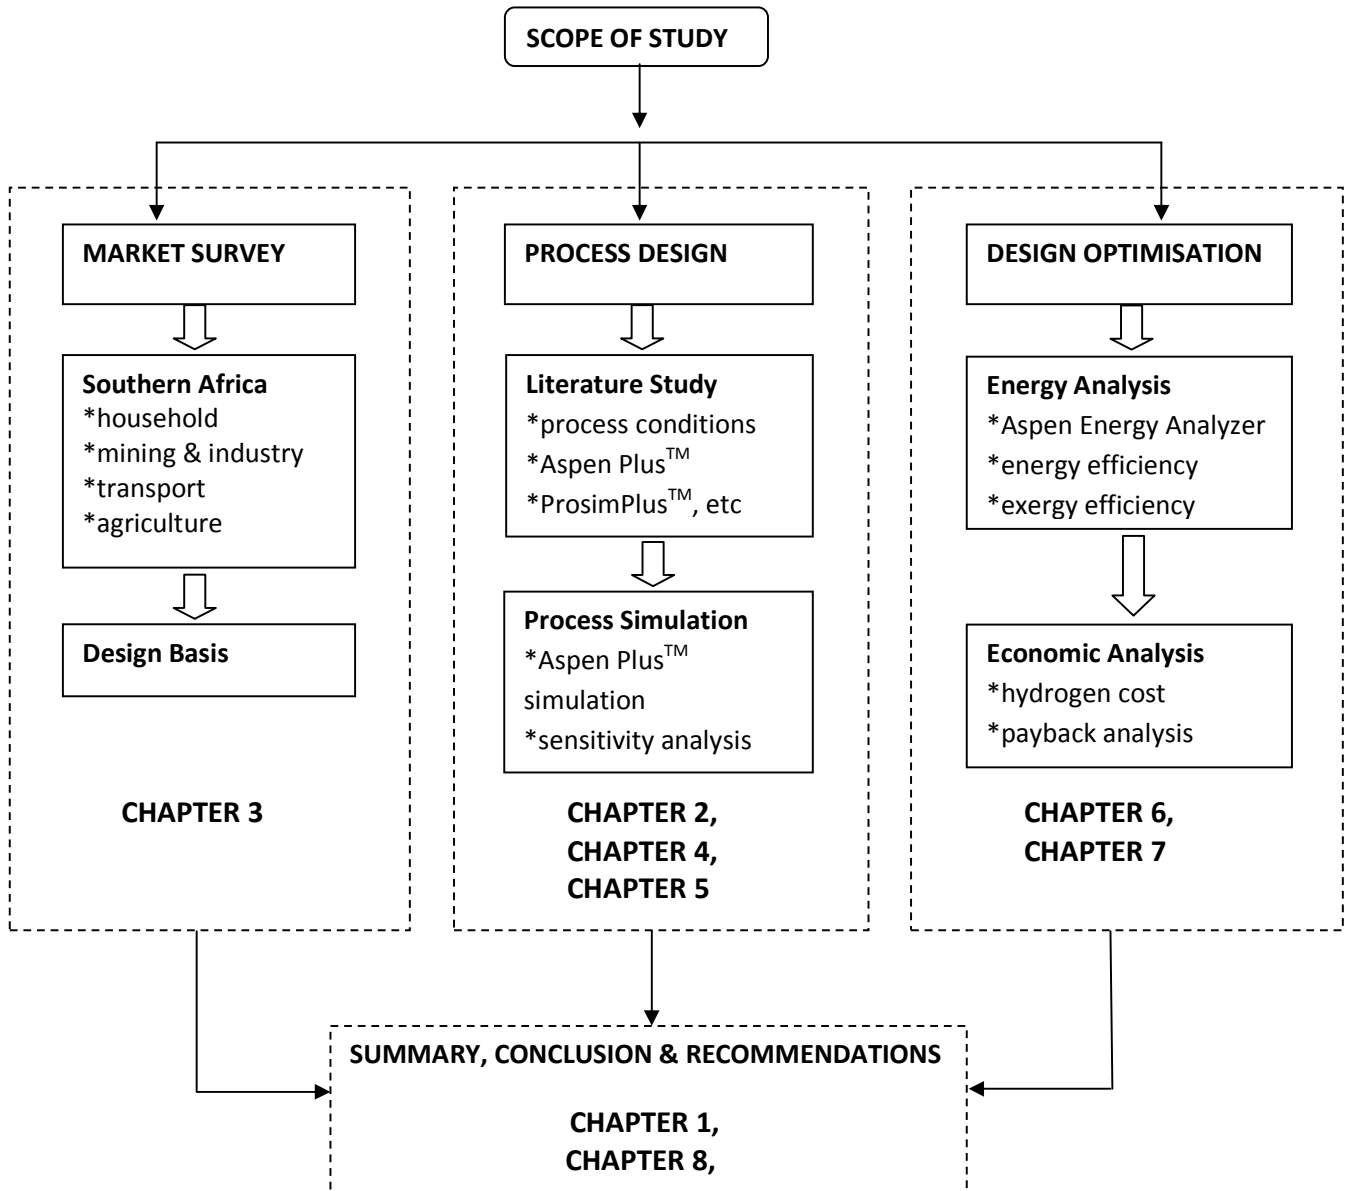 SCOPE OF STUDY
MARKET SURVEY
Southern Africa
*household
*mining & industry
*transport
*agriculture
Design Basis
CHAPTER 3
PROCESS DESIGN
Literature Study
*process conditions
*Aspen Plus™
*ProsimPlus™, etc
Process Simulation
*Aspen Plus™
simulation
*sensitivity analysis
CHAPTER 2,
CHAPTER 4,
CHAPTER 5
DESIGN OPTIMISATION
Energy Analysis
*Aspen Energy Analyzer
*energy efficiency
*exergy efficiency
Economic Analysis
*hydrogen cost
*payback analysis
CHAPTER 6,
CHAPTER 7
SUMMARY, CONCLUSION & RECOMMENDATIONS
CHAPTER 1,
CHAPTER 8,